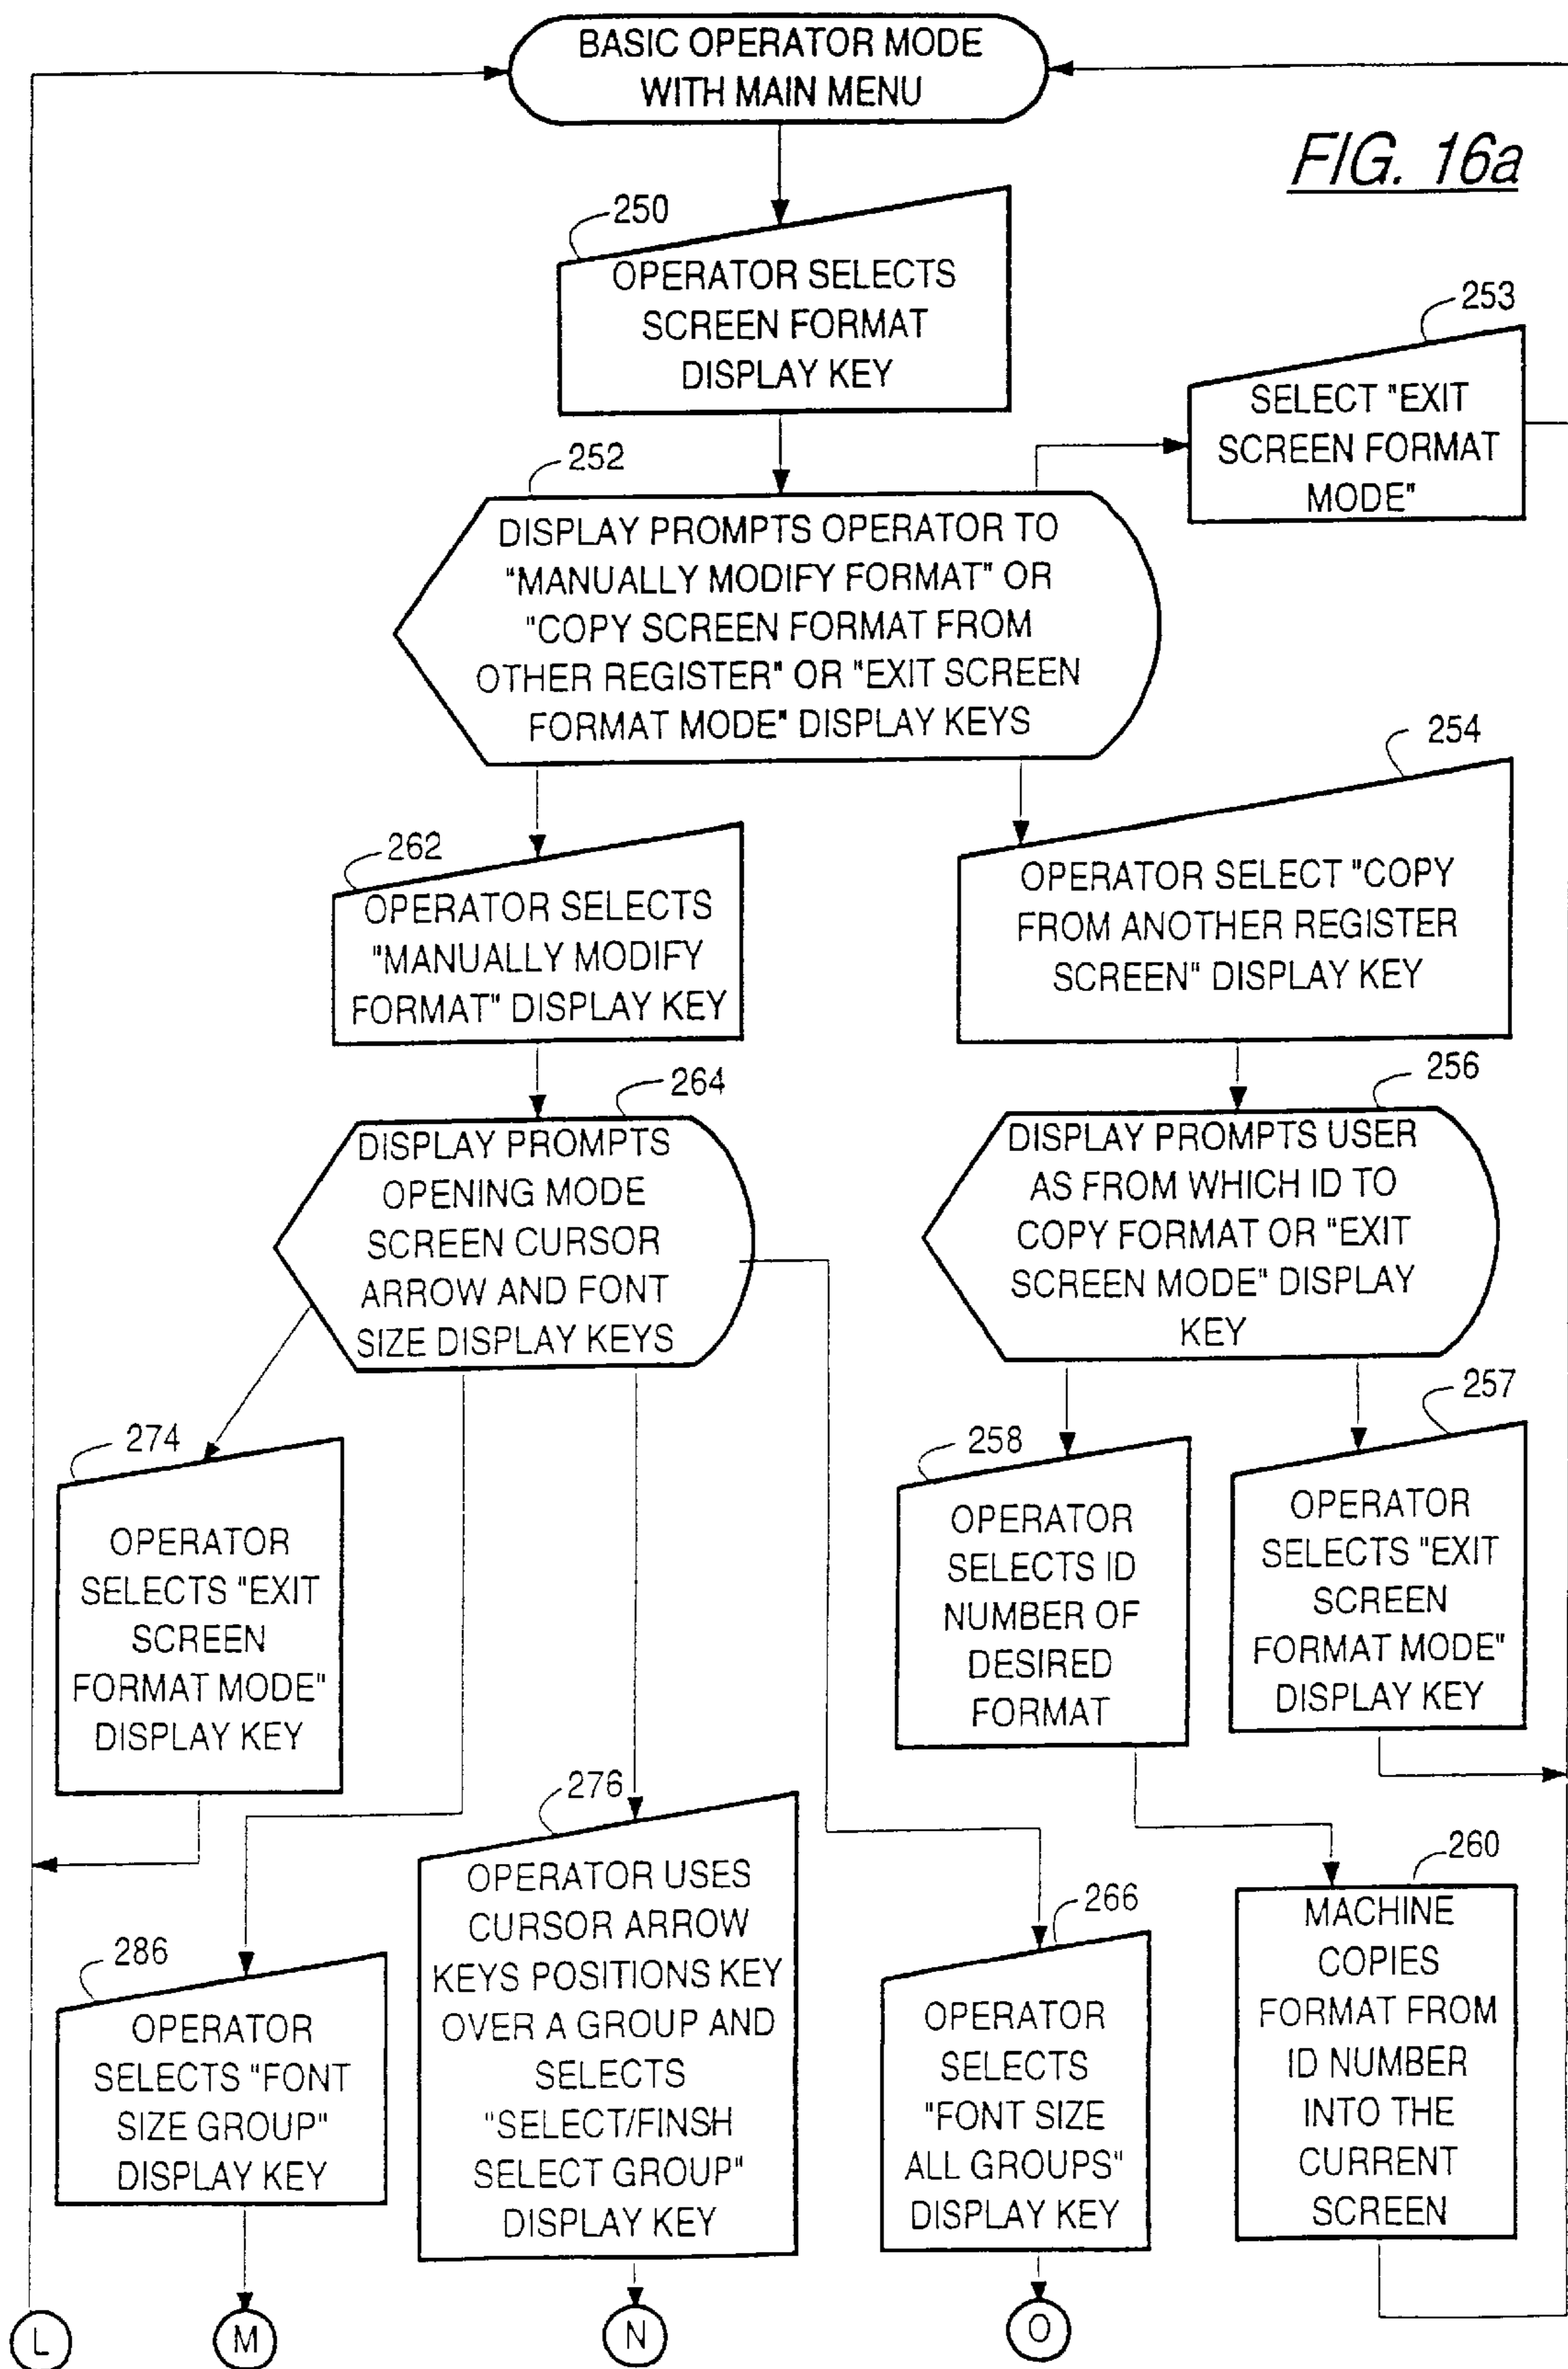 BASIC OPERATOR MODE
WITH MAIN MENU
FIG. 16a
250
OPERATOR SELECTS
SCREEN FORMAT
DISPLAY KEY
253
SELECT "EXIT
SCREEN FORMAT
MODE"
252
DISPLAY PROMPTS OPERATOR TO
"MANUALLY MODIFY FORMAT" OR
"COPY SCREEN FORMAT FROM
OTHER REGISTER" OR "EXIT SCREEN
FORMAT MODE" DISPLAY KEYS
254
OPERATOR SELECT "COPY
FROM ANOTHER REGISTER
SCREEN" DISPLAY KEY
262
OPERATOR SELECTS
"MANUALLY MODIFY
FORMAT" DISPLAY KEY
264
DISPLAY PROMPTS
OPENING MODE
SCREEN CURSOR
ARROW AND FONT
SIZE DISPLAY KEYS
256
DISPLAY PROMPTS USER
AS FROM WHICH ID TO
COPY FORMAT OR "EXIT
SCREEN MODE" DISPLAY
KEY
274
OPERATOR
SELECTS "EXIT
SCREEN
FORMAT MODE"
DISPLAY KEY
258
OPERATOR
SELECTS ID
NUMBER OF
DESIRED
FORMAT
257
OPERATOR
SELECTS "EXIT
SCREEN
FORMAT MODE"
DISPLAY KEY
286
OPERATOR
SELECTS "FONT
SIZE GROUP"
DISPLAY KEY
276
OPERATOR USES
CURSOR ARROW
KEYS POSITIONS KEY
OVER A GROUP AND
SELECTS
"SELECT/FINSH
SELECT GROUP"
DISPLAY KEY
266
OPERATOR
SELECTS
"FONT SIZE
ALL GROUPS"
DISPLAY KEY
260
MACHINE
COPIES
FORMAT FROM
ID NUMBER
INTO THE
CURRENT
SCREEN
L
M
N
O